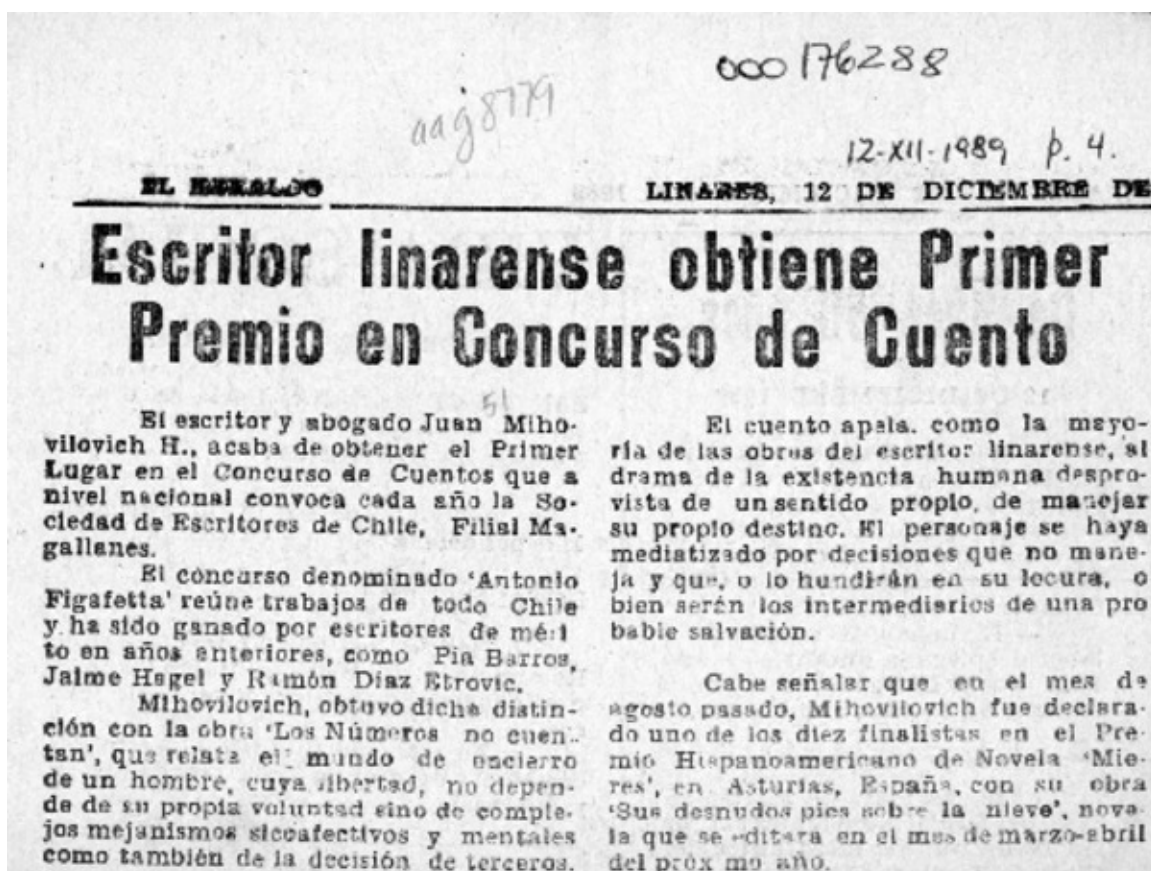 000176288
aaj8779
12-XII-1989 p. 4.
EL HERALDO
LINARES, 12 DE DICIEMBRE DE
Escritor linarense obtiene Primer
Premio en Concurso de Cuento
El escritor y abogado Juan Miho-
vilovich H., acaba de obtener el Primer
Lugar en el Concurso de Cuentos que a
nivel nacional convoca cada año la So-
ciedad de Escritores de Chile, Filial Ma-
gallanes.
El concurso denominado 'Antonio
Figafetta' reúne trabajos de todo Chile
y ha sido ganado por escritores de méri
to en años anteriores, como Pía Barros,
Jaime Hagel y Ramón Díaz Etrovic.
Mihovilovich, obtuvo dicha distin-
ción con la obra 'Los Números no cuen-
tan', que relata el mundo de encierro
de un hombre, cuya libertad, no depen-
de de su propia voluntad sino de comple-
jos mejanismos sicoafectivos y mentales
como también de la decisión de terceros.
El cuento apala. como la mayo-
ría de las obras del escritor linarense, al
drama de la existencia humana despro-
vista de un sentido propio, de manejar
su propio destino. El personaje se haya
mediatizado por decisiones que no mane-
ja y que, o lo hundirán en su locura, o
bien serán los intermediarios de una pro
bable salvación.
Cabe señalar que en el mes de
agosto pasado, Mihovilovich fue declara-
do uno de los diez finalistas en el Pre-
mio Hispanoamericano de Novela 'Mie-
res', en Asturias, España, con su obra
'Sus desnudos pies sobre la nieve', nove-
la que se editara en el mes de marzo-abril
del próximo año.